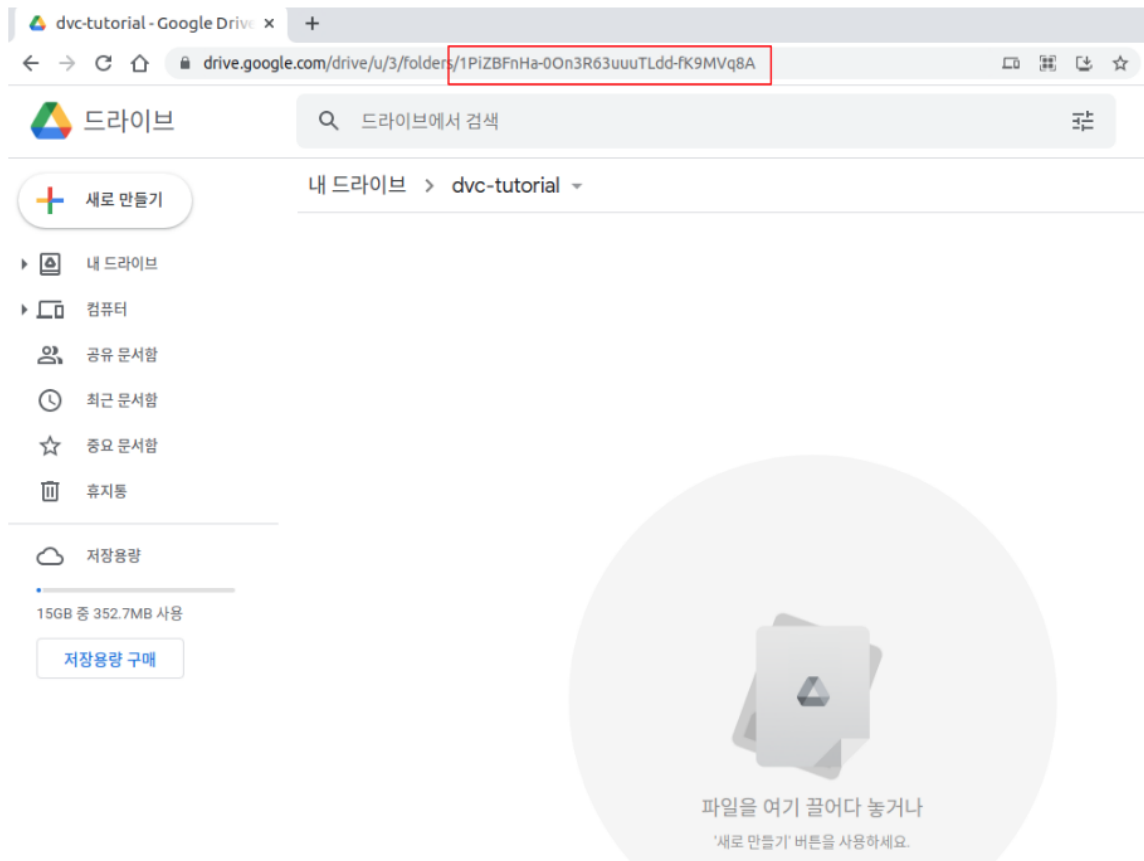 dvc-tutorial - Google Drive
drive.google.com/drive/u/3/folders/1PiZBFnHa-0On3R63uuuTLdd-fK9MVq8A
드라이브
드라이브에서 검색
새로 만들기
내 드라이브 > dvc-tutorial
내 드라이브
컴퓨터
공유 문서함
최근 문서함
중요 문서함
휴지통
저장용량
15GB 중 352.7MB 사용
저장용량 구매
파일을 여기 끌어다 놓거나
'새로 만들기' 버튼을 사용하세요.